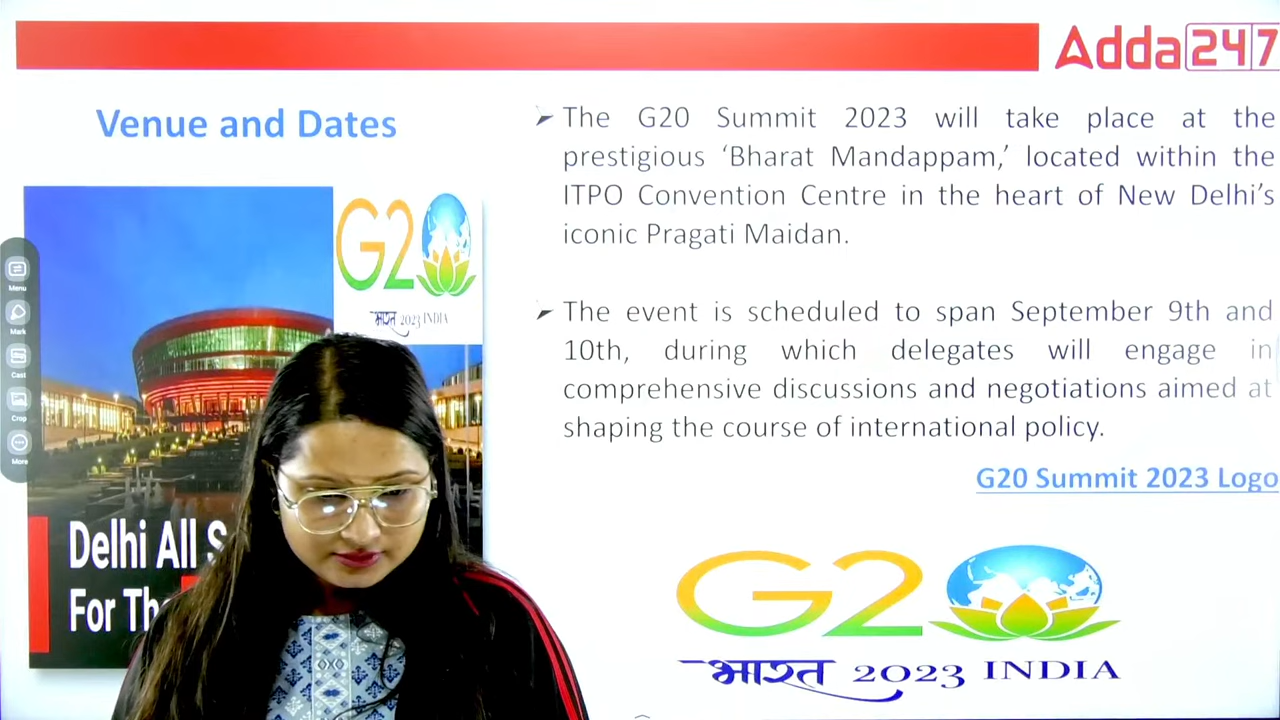 Adda247
Venue and Dates
The G20 Summit 2023 will take place at the
prestigious ‘Bharat Mandappam,’ located within the
ITPO Convention Centre in the heart of New Delhi’s
iconic Pragati Maidan.
G20
भारत 2023 INDIA
Menu
Mark
Cast
Crop
More
The event is scheduled to span September 9th and
10th, during which delegates will engage in
comprehensive discussions and negotiations aimed at
shaping the course of international policy.
G20 Summit 2023 Logo
Delhi All
For
G20
भारत 2023 INDIA